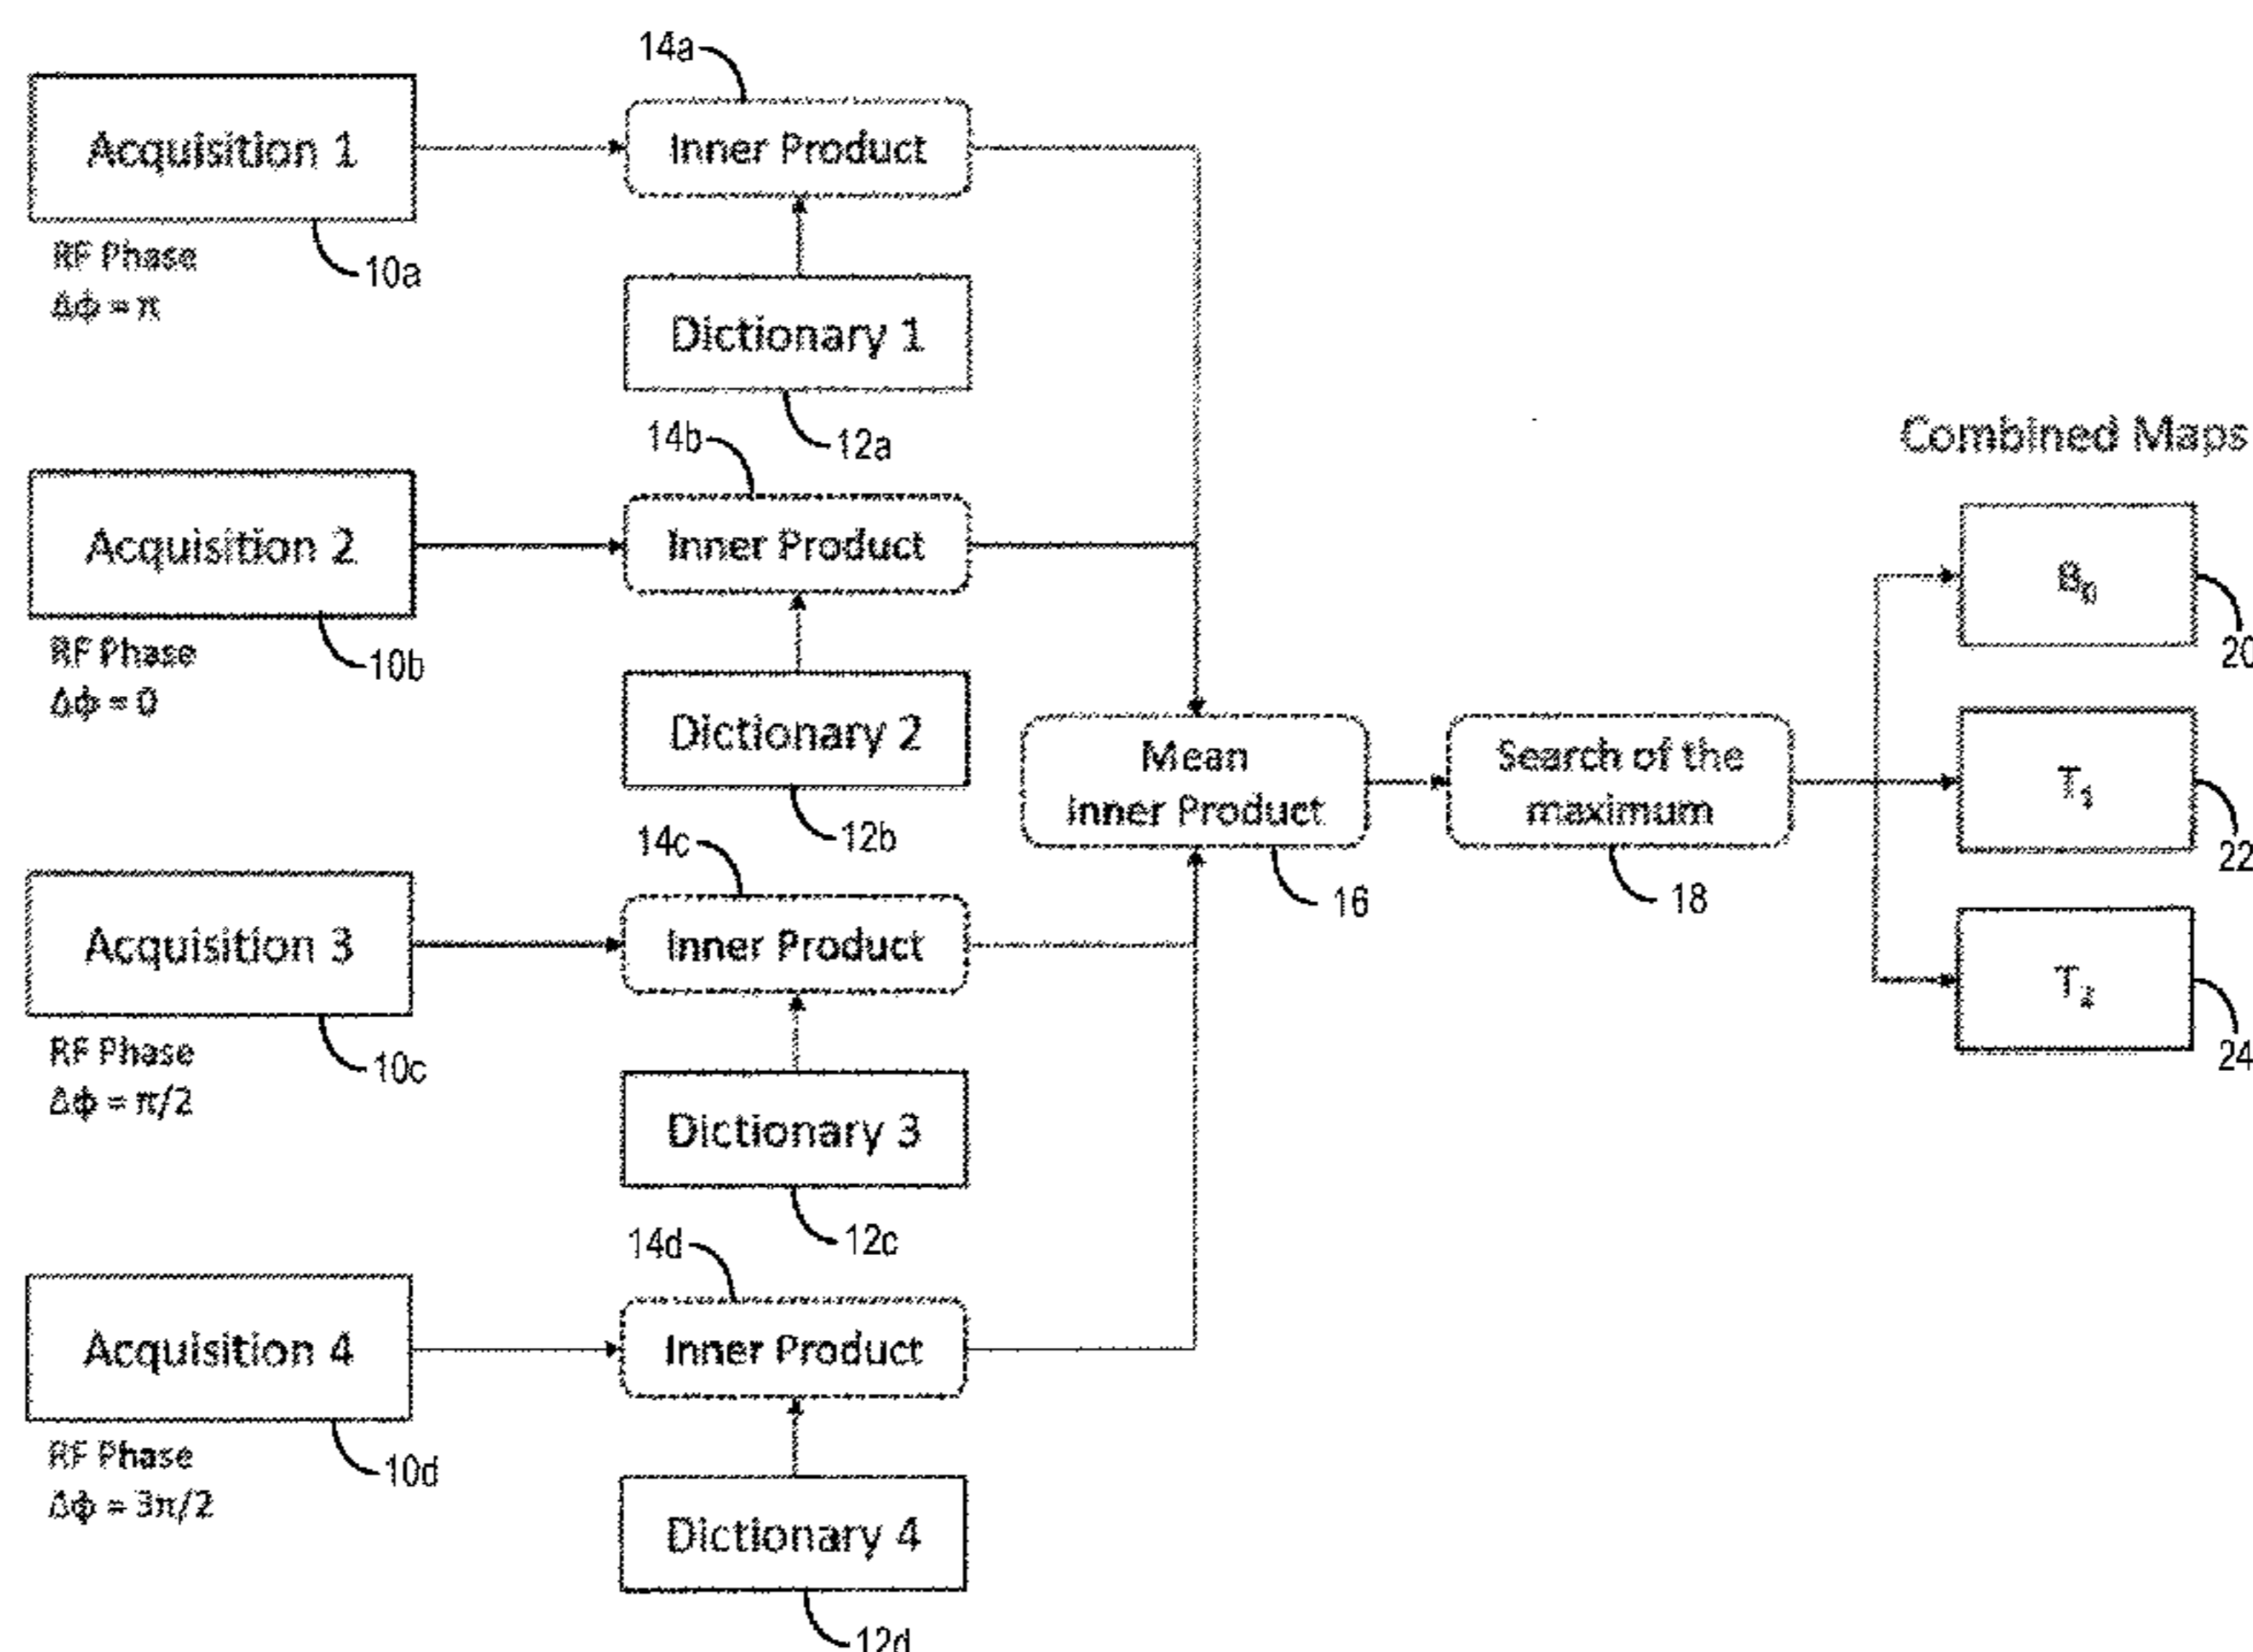 14a
Acquisition 1
Inner Product
RF Phase
Δϕ = π
10a
Dictionary 1
12a
14b
Combined Maps
Acquisition 2
Inner Product
B₀
20
RF Phase
Δϕ = 0
10b
Dictionary 2
12b
Mean
Inner Product
16
Search of the
maximum
18
T₁
22
14c
Acquisition 3
Inner Product
T₂
24
RF Phase
Δϕ = π/2
10c
Dictionary 3
12c
14d
Acquisition 4
Inner Product
RF Phase
Δϕ = 3π/2
10d
Dictionary 4
12d